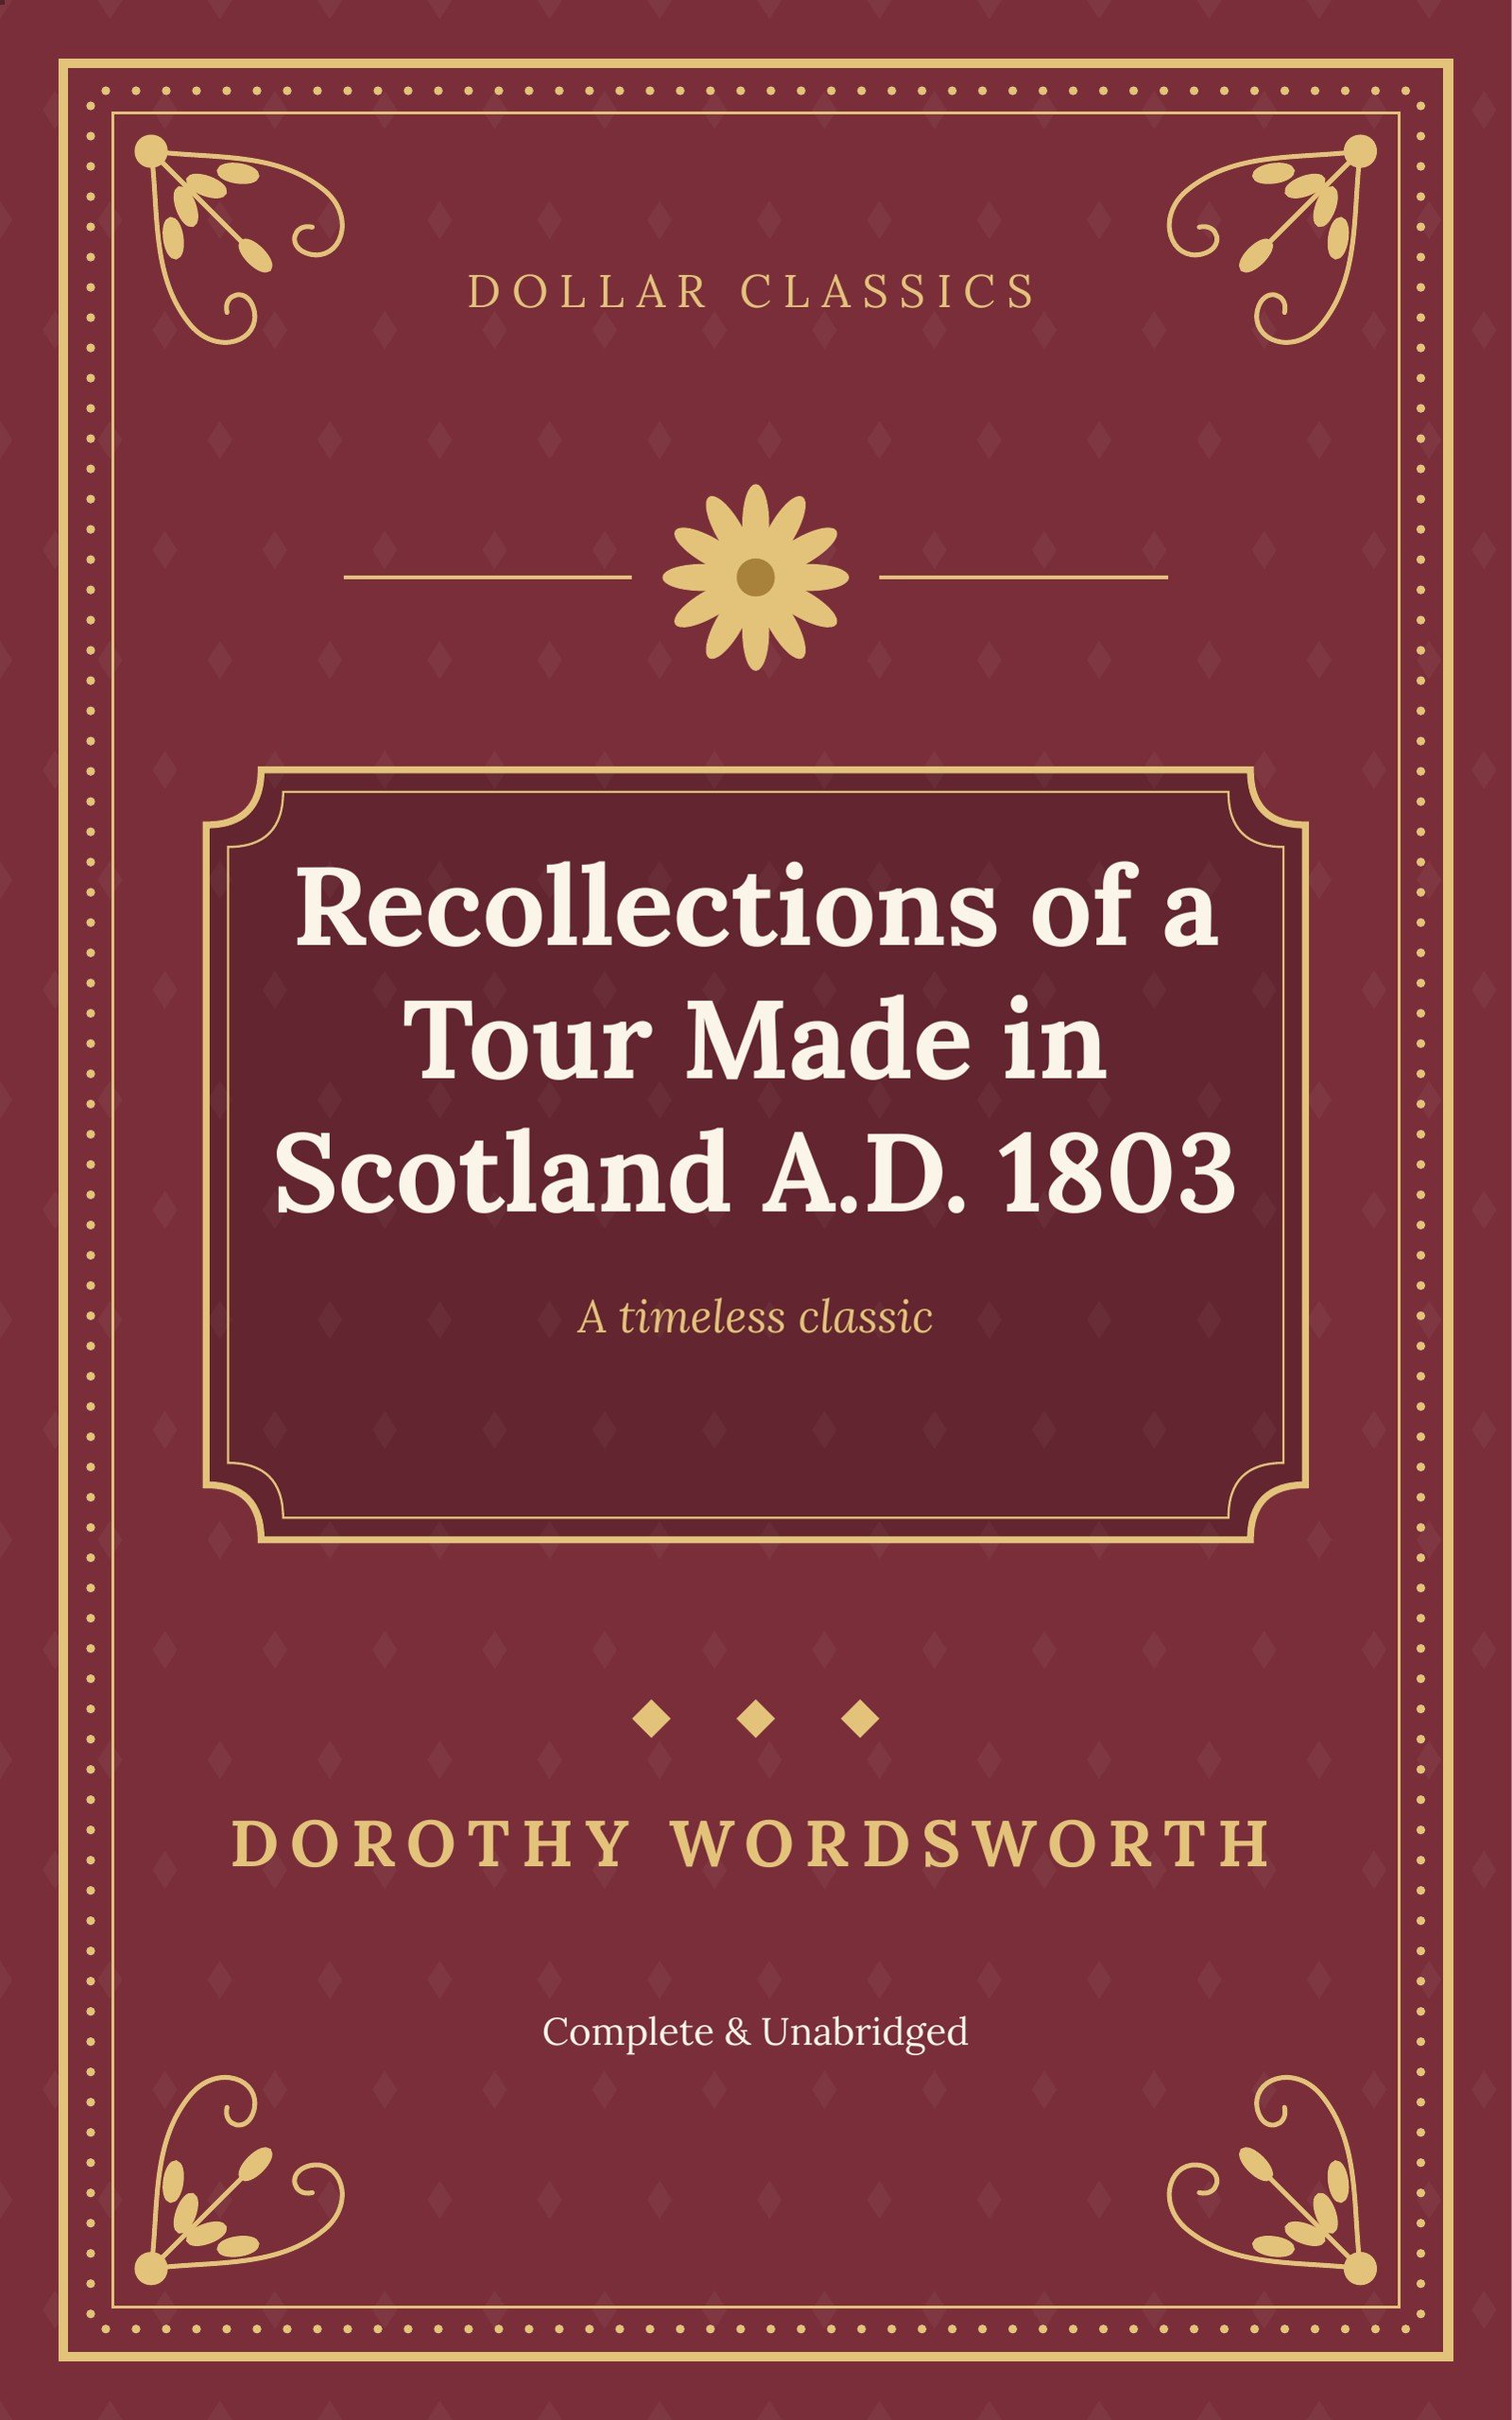 DOLLAR CLASSICS
Recollections of a
Tour Made in
Scotland A.D. 1803
A timeless classic
DOROTHY WORDSWORTH
Complete & Unabridged